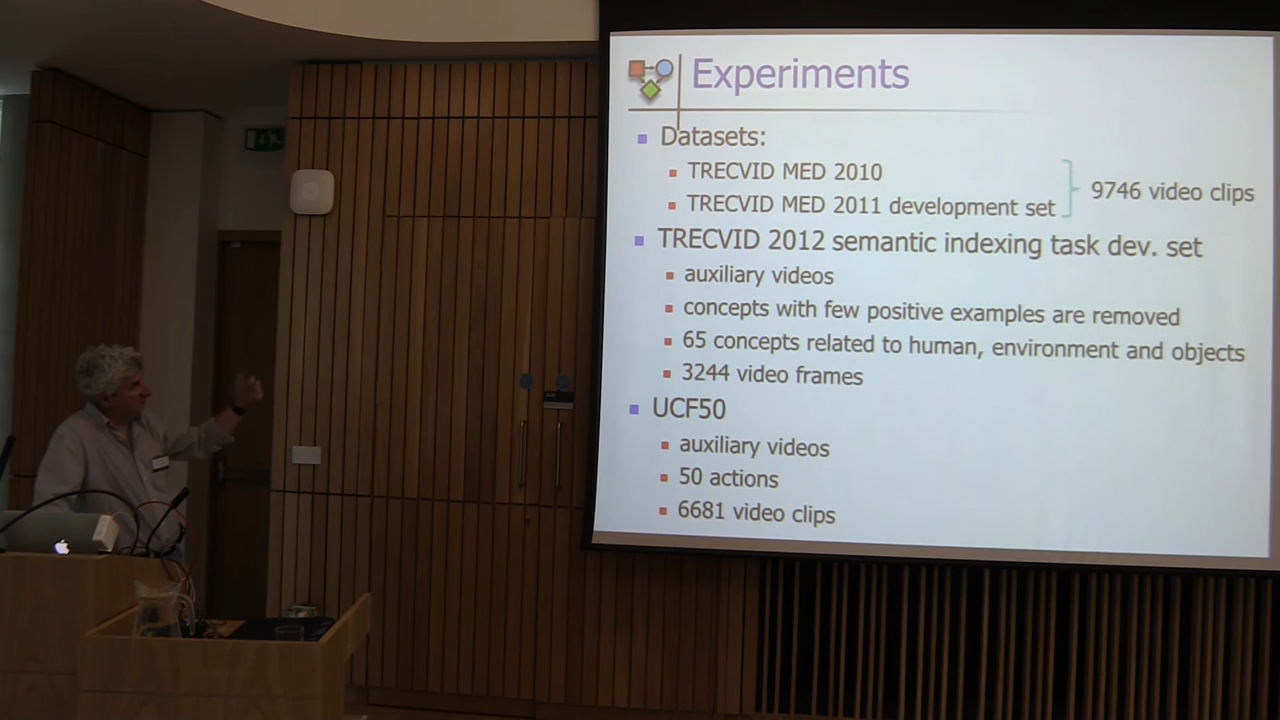 Experiments
Datasets:
TRECVID MED 2010
TRECVID MED 2011 development set
9746 video clips
TRECVID 2012 semantic indexing task dev. set
auxiliary videos
concepts with few positive examples are removed
65 concepts related to human, environment and objects
3244 video frames
UCF50
auxiliary videos
50 actions
6681 video clips